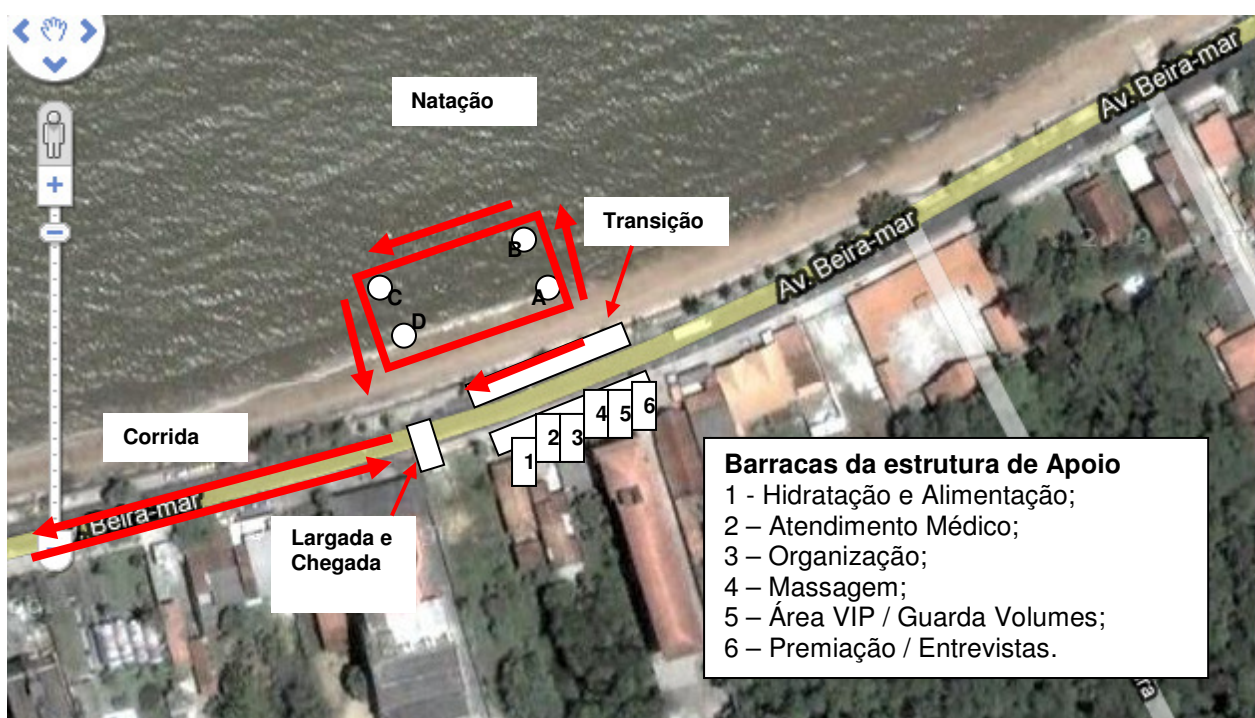 Natação
Av. Beira-mar
Transição
B
Av. Beira-mar
C
A
D
Corrida
1
2
3
4
5
6
Beira-mar
Largada e
Chegada
Barracas da estrutura de Apoio
1 - Hidratação e Alimentação;
2 – Atendimento Médico;
3 – Organização;
4 – Massagem;
5 – Área VIP / Guarda Volumes;
6 – Premiação / Entrevistas.